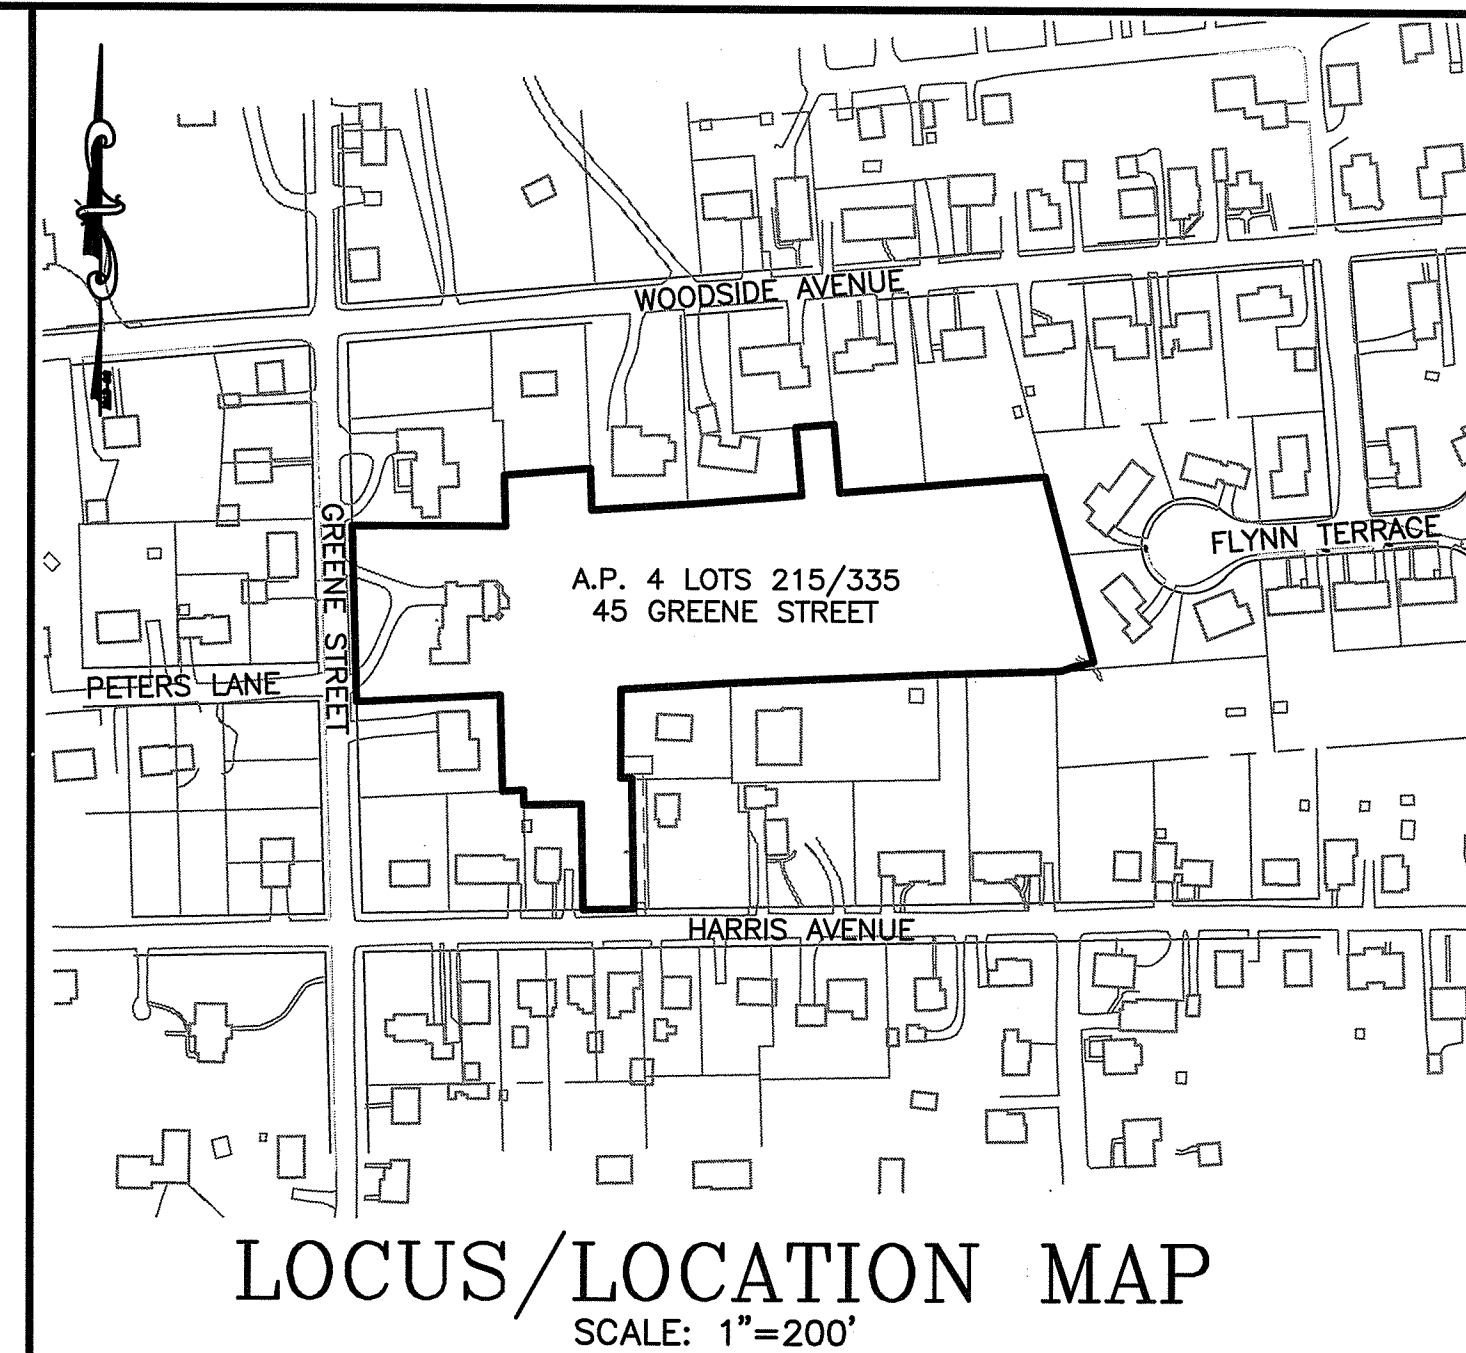 WOODSIDE AVENUE
GREENE STREET
FLYNN TERRACE
A.P. 4 LOTS 215/335
45 GREENE STREET
PETERS LANE
HARRIS AVENUE
LOCUS/LOCATION MAP
SCALE: 1"=200'